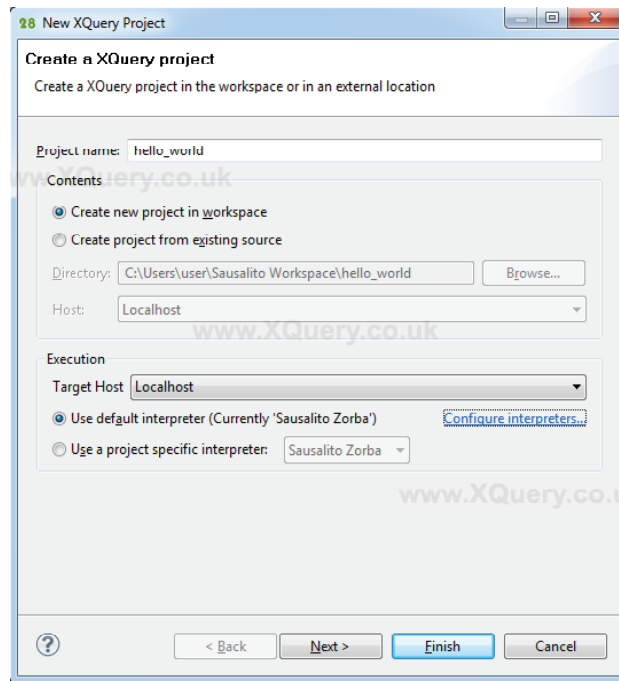 28 New XQuery Project
Create a XQuery project
Create a XQuery project in the workspace or in an external location
Project name: hello_world
www.XQuery.co.uk
Contents
Create new project in workspace
Create project from existing source
Directory: C:\Users\user\Sausalito Workspace\hello_world Browse...
Host: Localhost
www.XQuery.co.uk
Execution
Target Host Localhost
Use default interpreter (Currently 'Sausalito Zorba') Configure interpreters...
Use a project specific interpreter: Sausalito Zorba
www.XQuery.co.u
? < Back Next > Finish Cancel